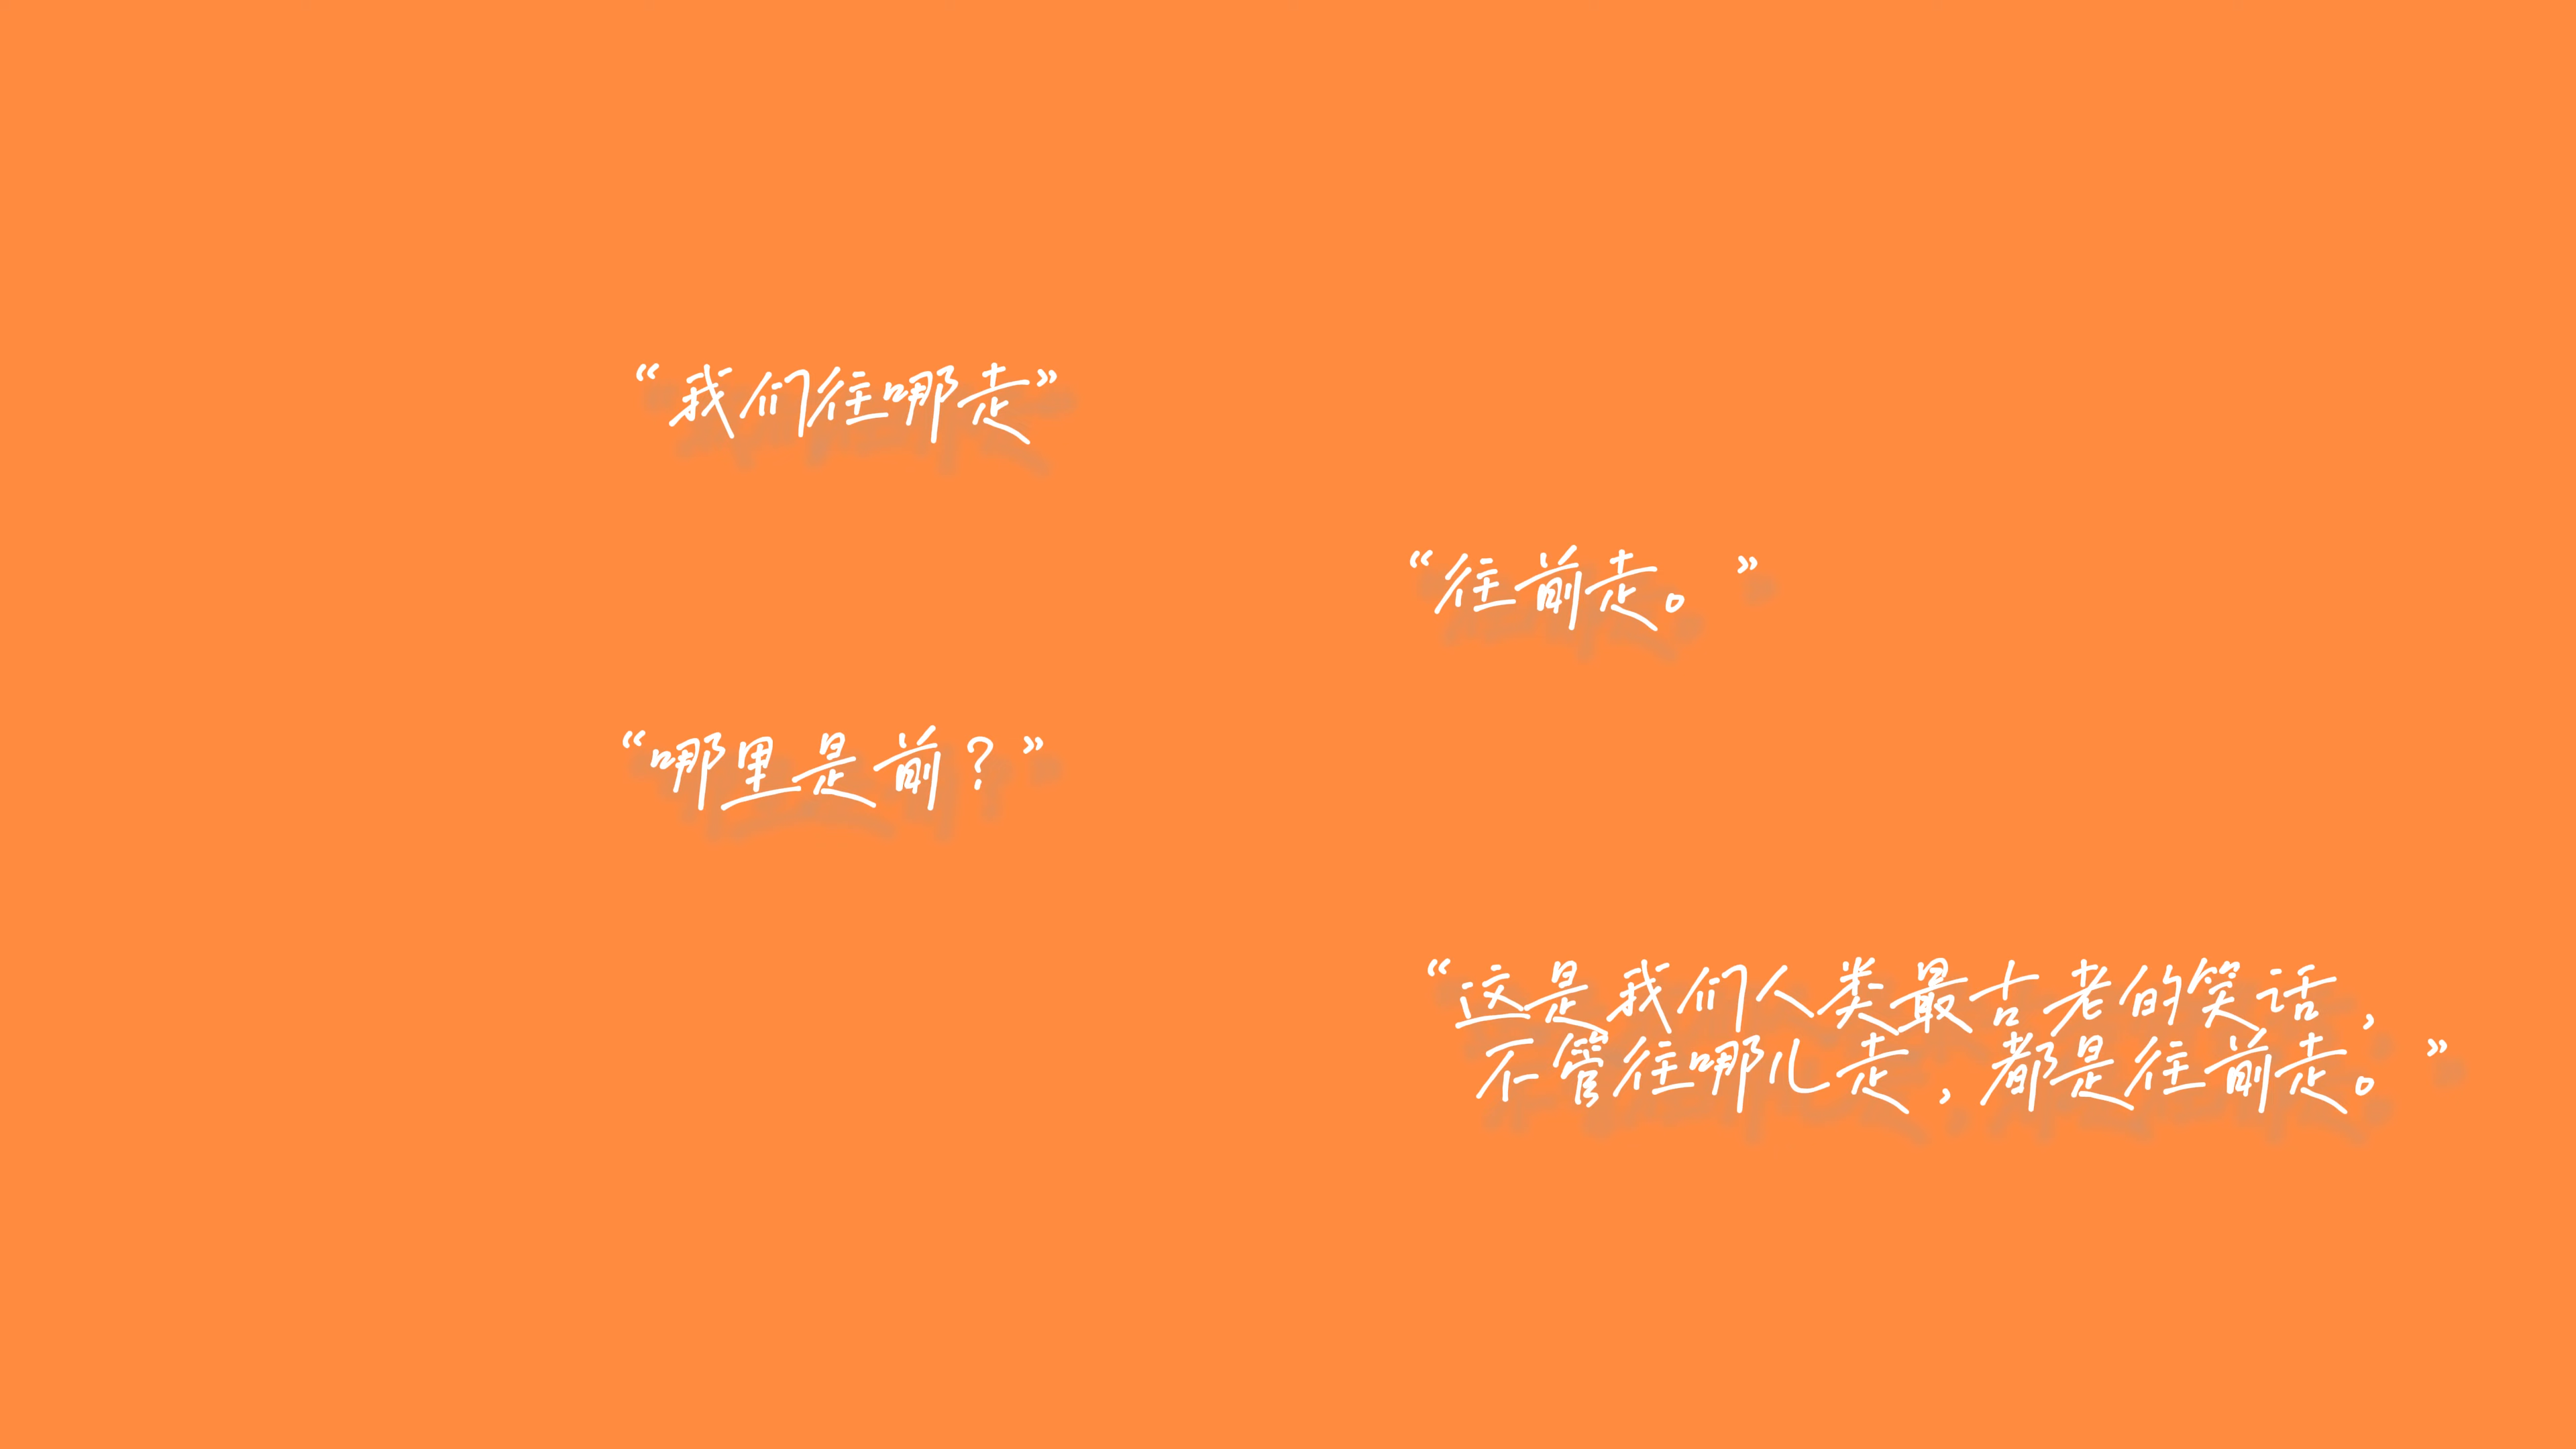 “我们往哪走”
“往前走。”
“哪里是前？”
“这是我们人类最古老的笑话，
不管往哪儿走，都是往前走。”